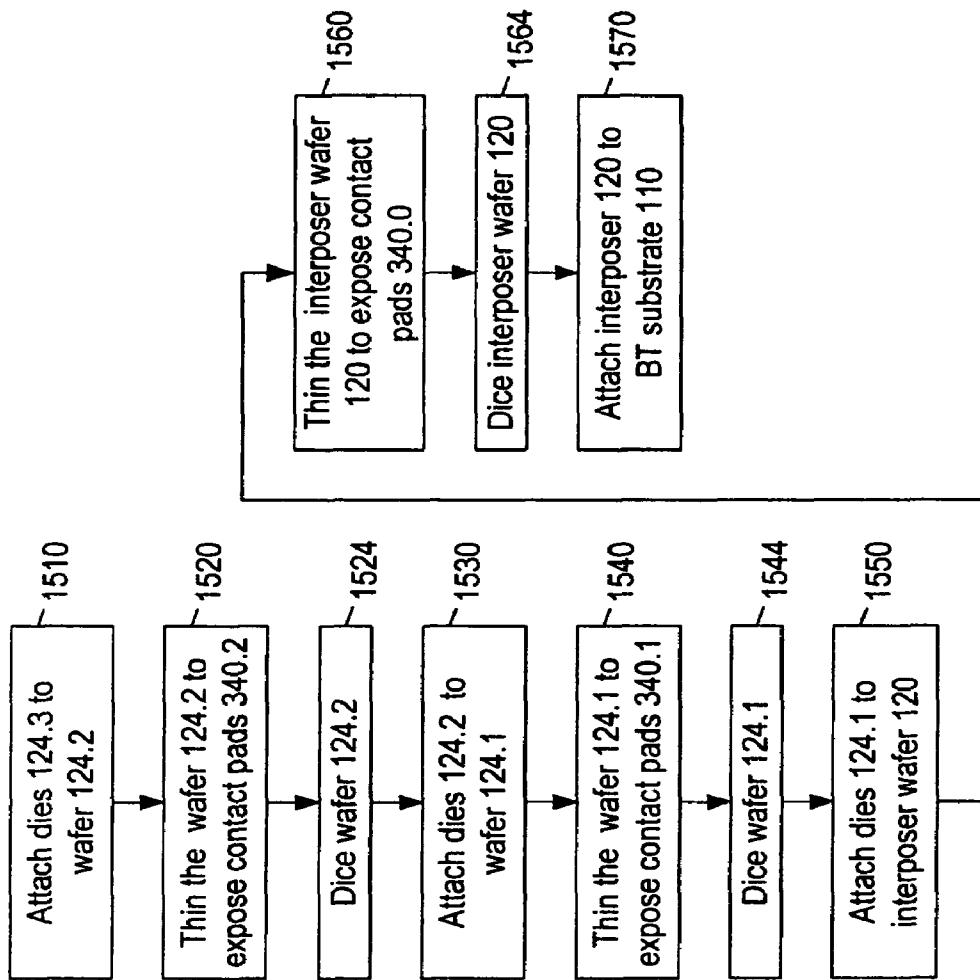 1510
Attach dies 124.3 to
wafer 124.2
1520
Thin the wafer 124.2 to
expose contact pads 340.2
1524
Dice wafer 124.2
1530
Attach dies 124.2 to
wafer 124.1
1540
Thin the wafer 124.1 to
expose contact pads 340.1
1544
Dice wafer 124.1
1550
Attach dies 124.1 to
interposer wafer 120
1560
Thin the interposer wafer
120 to expose contact
pads 340.0
1564
Dice interposer wafer 120
1570
Attach interposer 120 to
BT substrate 110